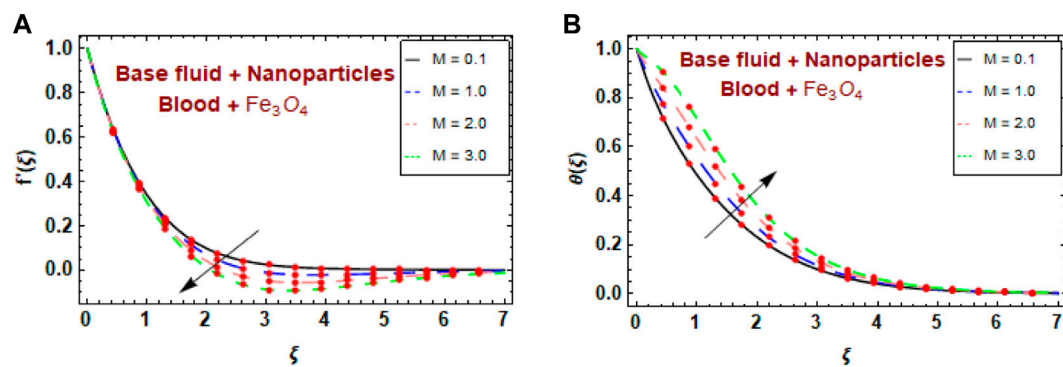 A
1.0
0.8
0.6
0.4
0.2
0.0
f'(ξ)
Base fluid + Nanoparticles
Blood + Fe₃O₄
M = 0.1
M = 1.0
M = 2.0
M = 3.0
0 1 2 3 4 5 6 7
ξ
B
1.0
0.8
0.6
0.4
0.2
0.0
θ(ξ)
Base fluid + Nanoparticles
Blood + Fe₃O₄
M = 0.1
M = 1.0
M = 2.0
M = 3.0
0 1 2 3 4 5 6 7
ξ